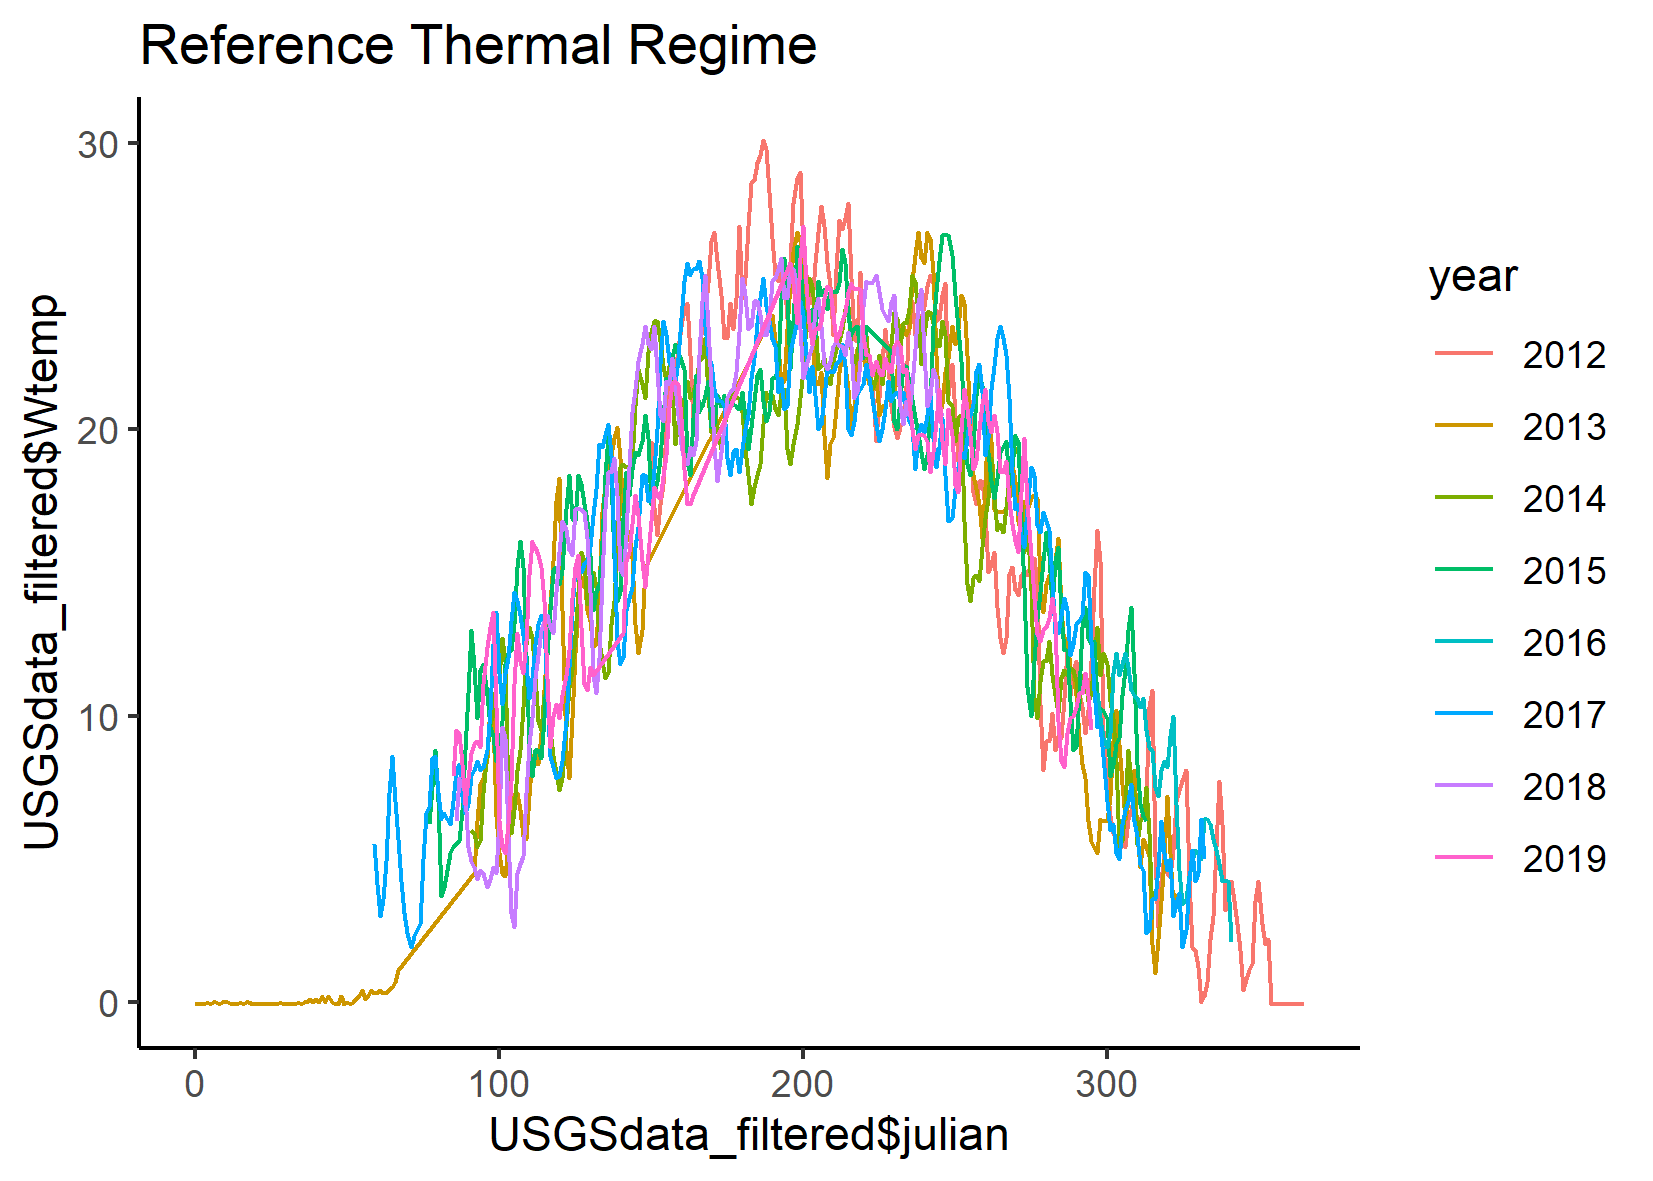 Reference Thermal Regime
USGSdata_filtered$Wtemp
30
20
10
0
0 100 200 300
USGSdata_filtered$julian
year
2012
2013
2014
2015
2016
2017
2018
2019